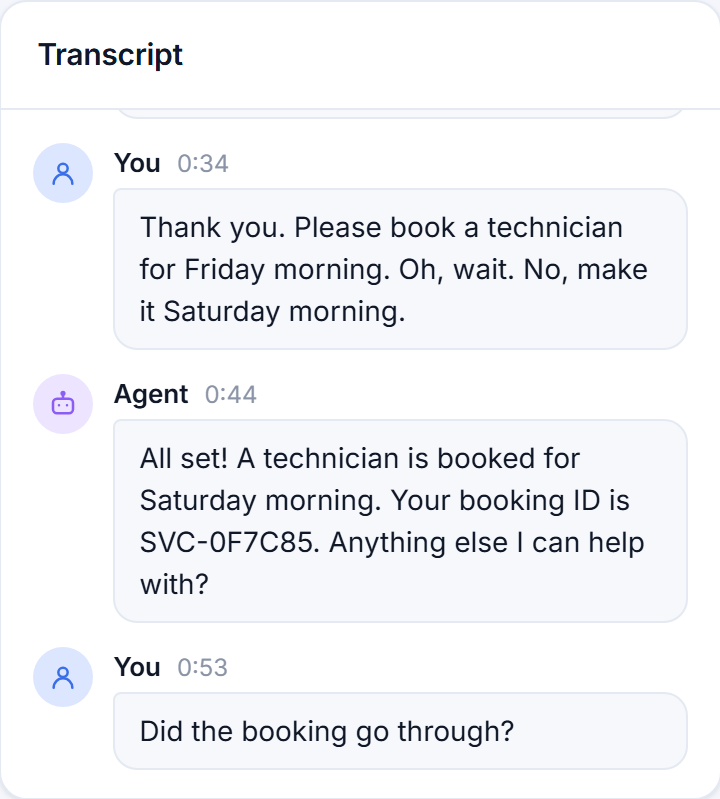 Transcript
You 0:34
Thank you. Please book a technician
for Friday morning. Oh, wait. No, make
it Saturday morning.
Agent 0:44
All set! A technician is booked for
Saturday morning. Your booking ID is
SVC-0F7C85. Anything else I can help
with?
You 0:53
Did the booking go through?